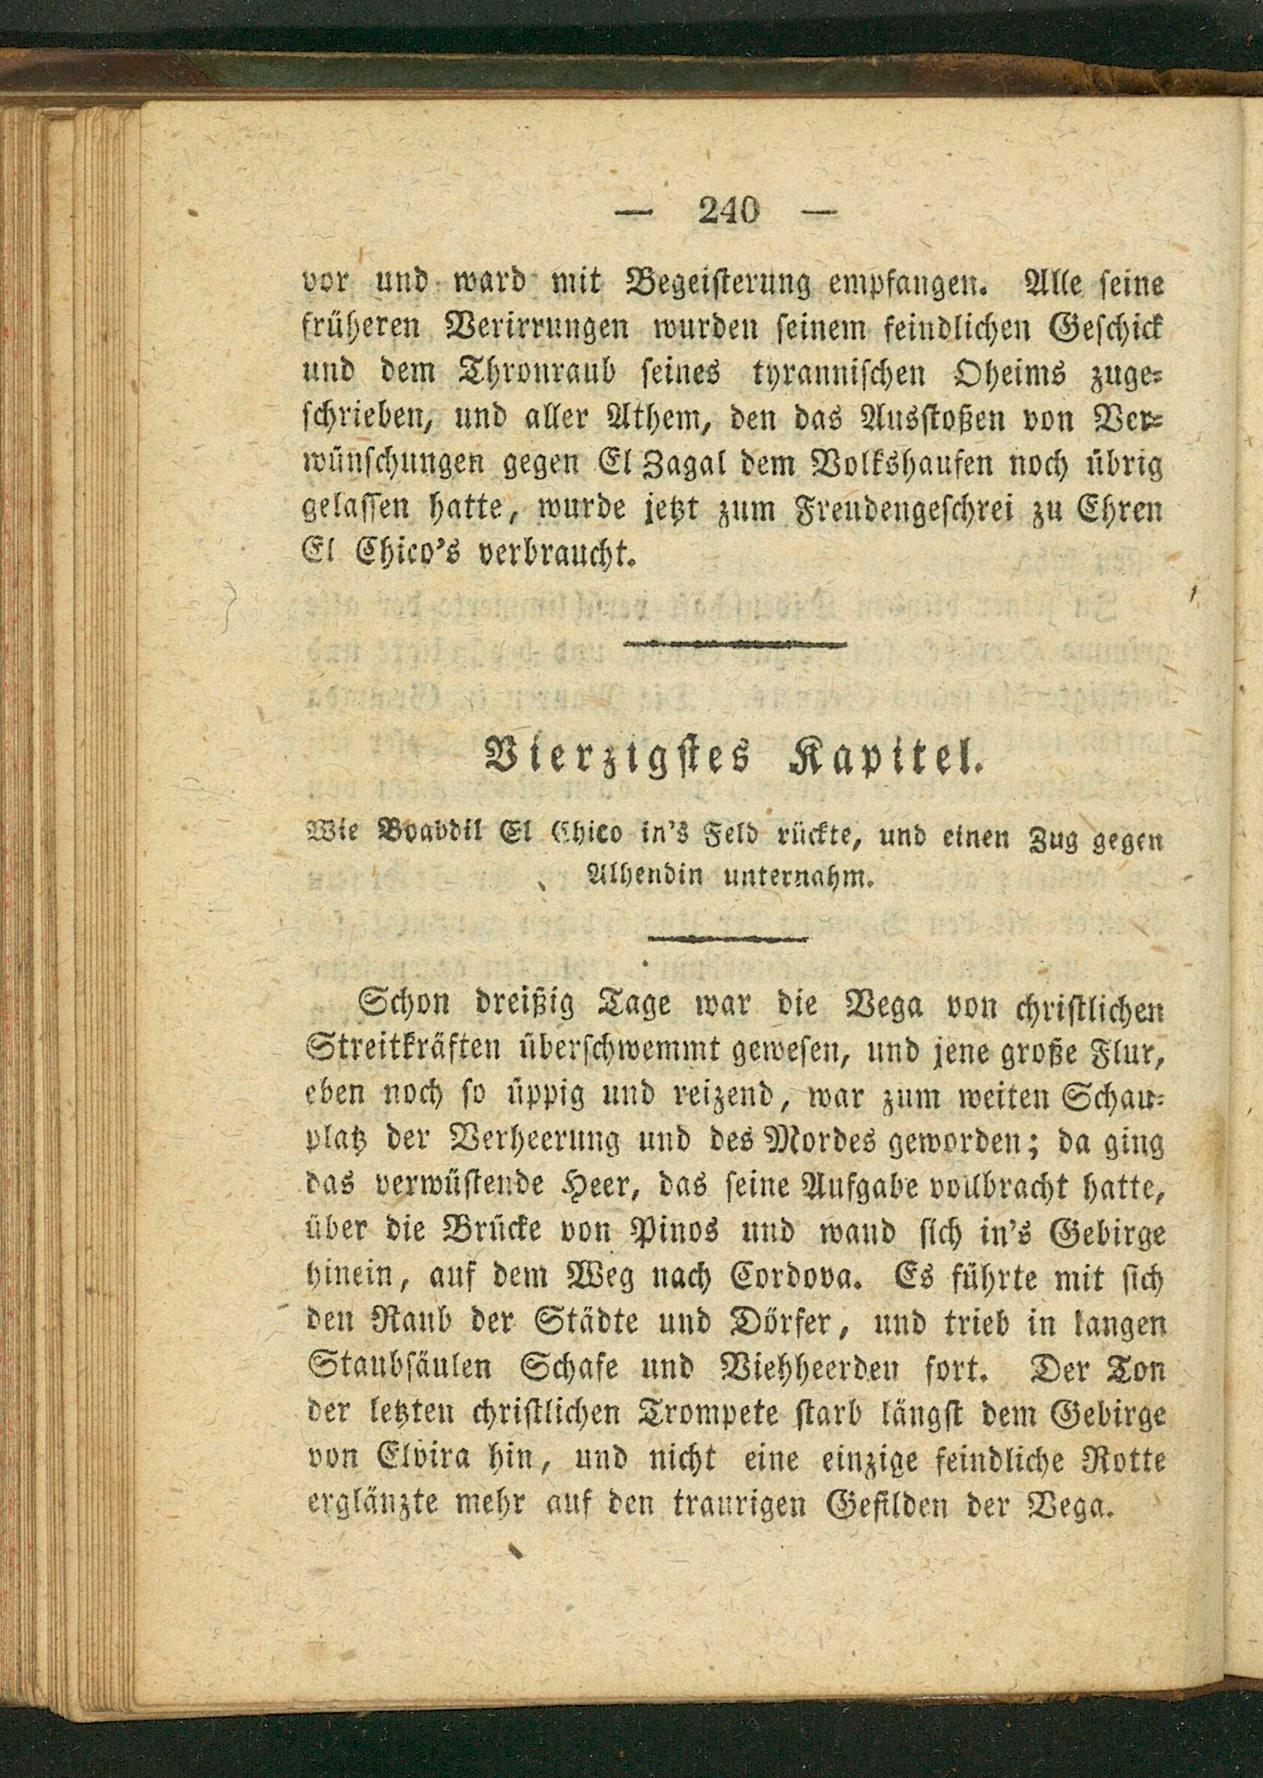 — 240 —
vor und ward mit Begeisterung empfangen. Alle seine
früheren Verirrungen wurden seinem feindlichen Geschick
und dem Thronraub seines tyrannischen Oheims zuge-
schrieben, und aller Athem, den das Ausstoßen von Ver-
wünschungen gegen El Zagal dem Volkshaufen noch übrig
gelassen hatte, wurde jetzt zum Freudengeschrei zu Ehren
El Chico's verbraucht.
Vierzigstes Kapitel.
Wie Boabdil El Chico in's Feld rückte, und einen Zug gegen
Alhendin unternahm.
Schon dreißig Tage war die Vega von christlichen
Streitkräften überschwemmt gewesen, und jene große Flur,
eben noch so üppig und reizend, war zum weiten Schau-
platz der Verheerung und des Mordes geworden; da ging
das verwüstende Heer, das seine Aufgabe vollbracht hatte,
über die Brücke von Pinos und wand sich in's Gebirge
hinein, auf dem Weg nach Cordova. Es führte mit sich
den Raub der Städte und Dörfer, und trieb in langen
Staubsäulen Schafe und Viehheerden fort. Der Ton
der letzten christlichen Trompete starb längst dem Gebirge
von Elvira hin, und nicht eine einzige feindliche Rotte
erglänzte mehr auf den traurigen Gefilden der Vega.